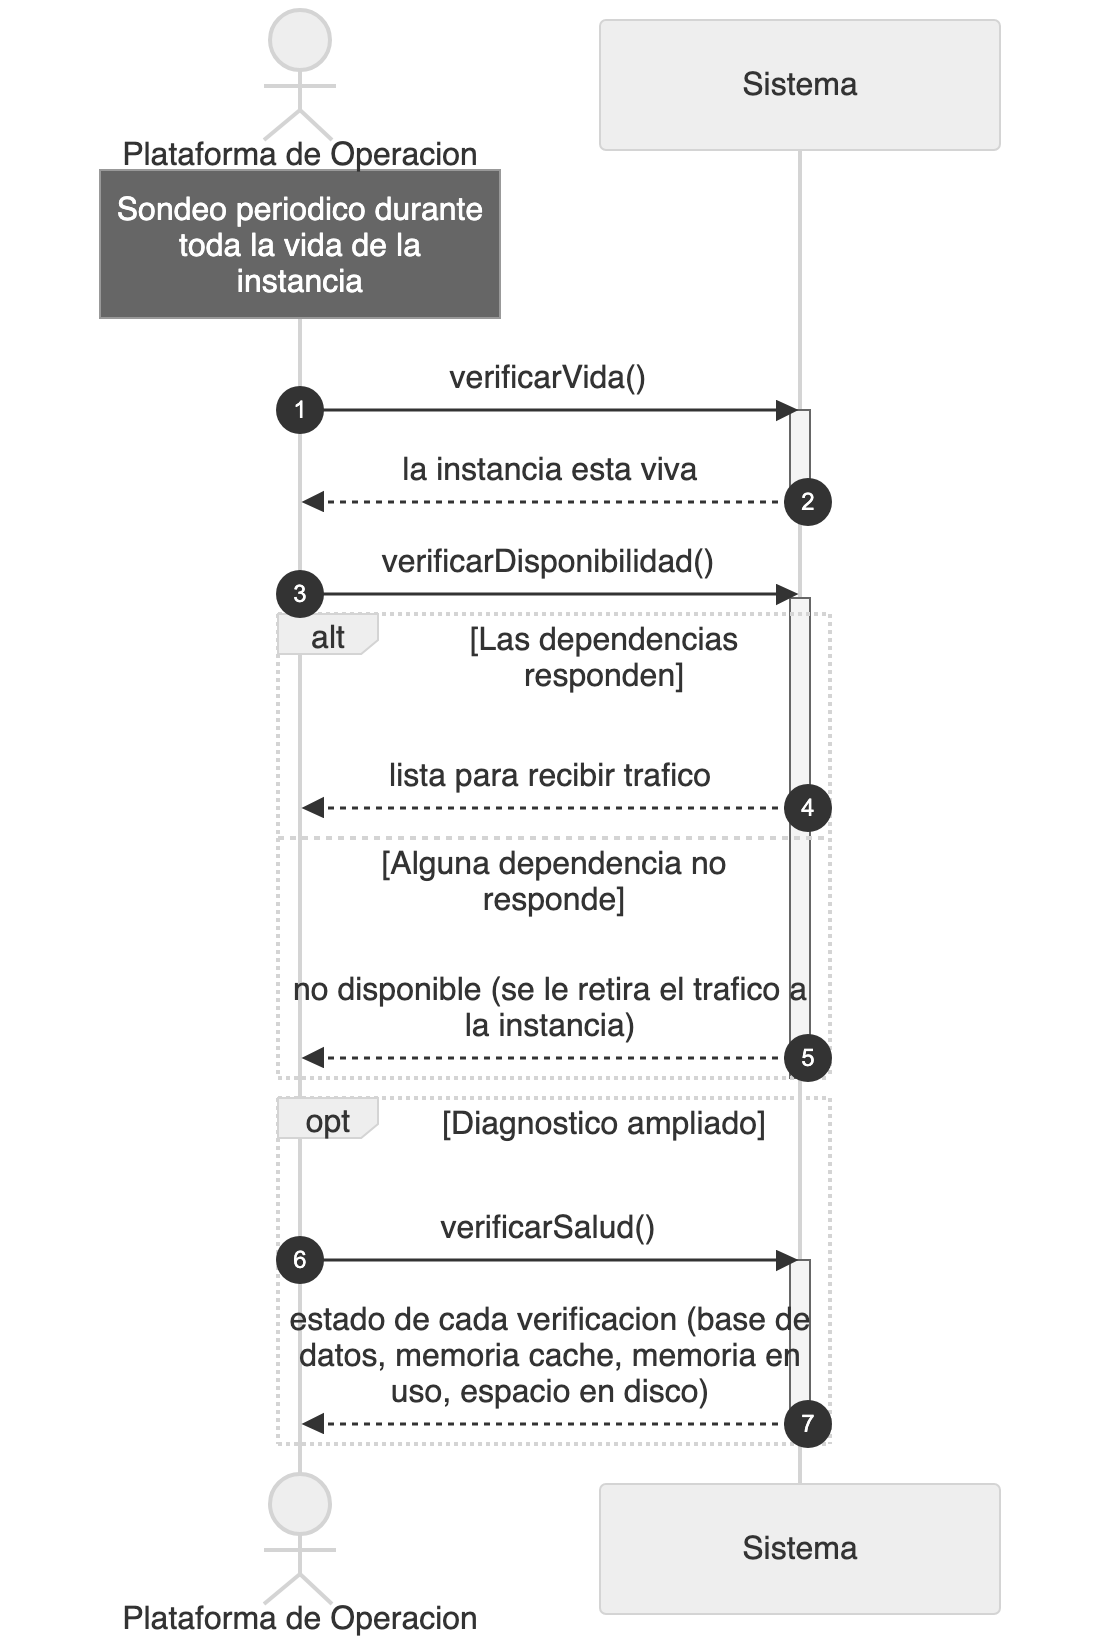 Plataforma de Operacion
Sistema
Sondeo periodico durante
toda la vida de la
instancia
verificarVida()
1
la instancia esta viva
2
verificarDisponibilidad()
3
alt
[Las dependencias
responden]
lista para recibir trafico
4
[Alguna dependencia no
responde]
no disponible (se le retira el trafico a
la instancia)
5
opt
[Diagnostico ampliado]
verificarSalud()
6
estado de cada verificacion (base de
datos, memoria cache, memoria en
uso, espacio en disco)
7
Plataforma de Operacion
Sistema